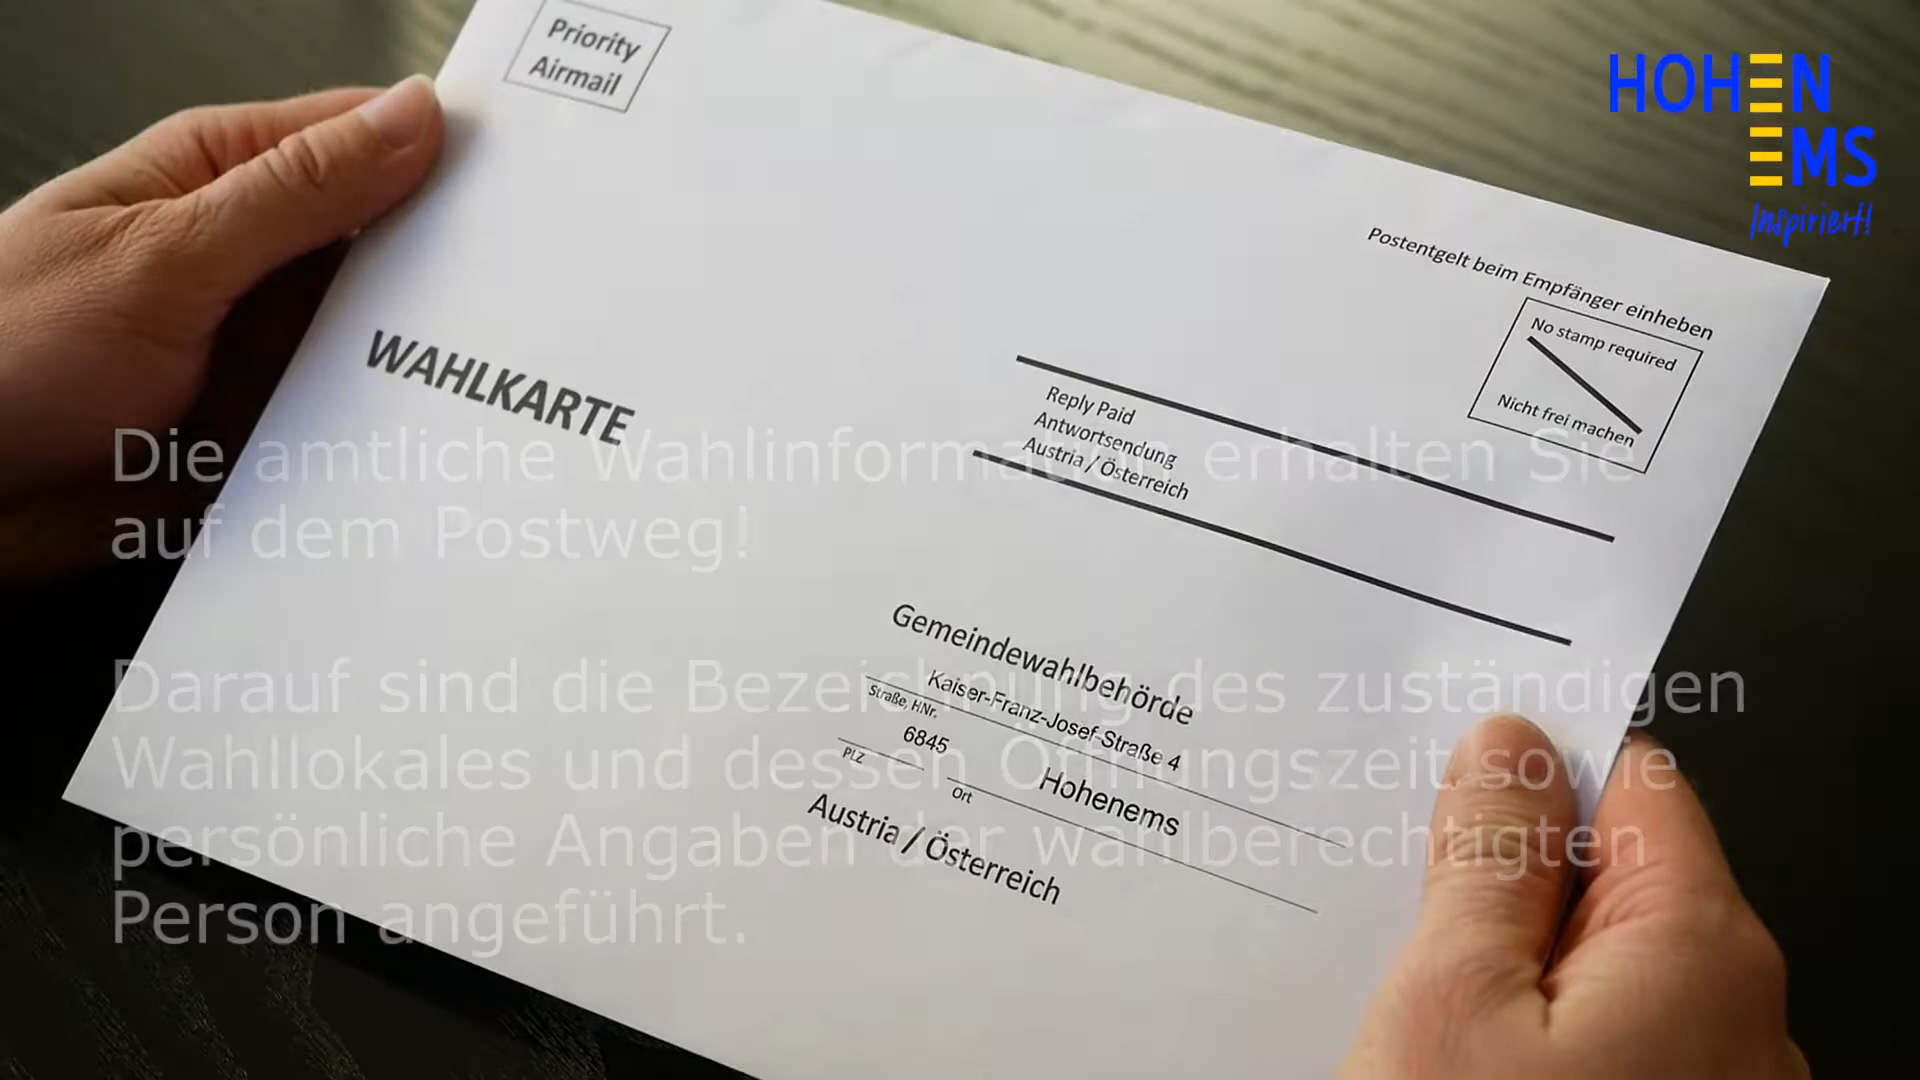 Priority
Airmail
HOHEN
EMS
Inspiriert!
Postentgelt beim Empfänger einheben
No stamp required
Nicht frei machen
WAHLKARTE
Reply Paid
Antwortsendung
Austria / Österreich
Die amtliche Wahlinformation erhalten Sie
auf dem Postweg!
Gemeindewahlbehörde
Kaiser-Franz-Josef-Straße 4
Straße, HNr.
6845
Hohenems
PLZ
Ort
Austria / Österreich
Darauf sind die Bezeichnung des zuständigen
Wahllokales und dessen Öffnungszeit sowie
persönliche Angaben der wahlberechtigten
Person angeführt.